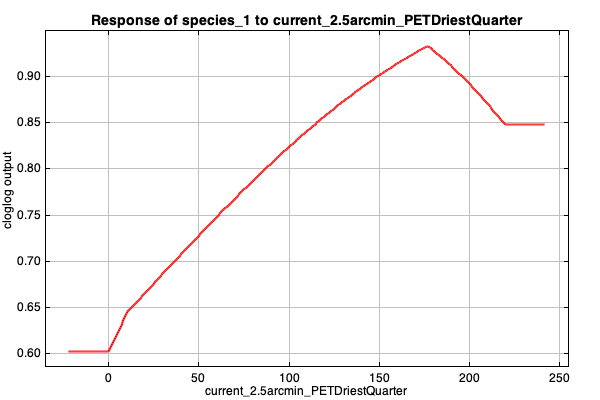 Response of species_1 to current_2.5arcmin_PETDriestQuarter
cloglog output
0.90
0.85
0.80
0.75
0.70
0.65
0.60
0 50 100 150 200 250
current_2.5arcmin_PETDriestQuarter